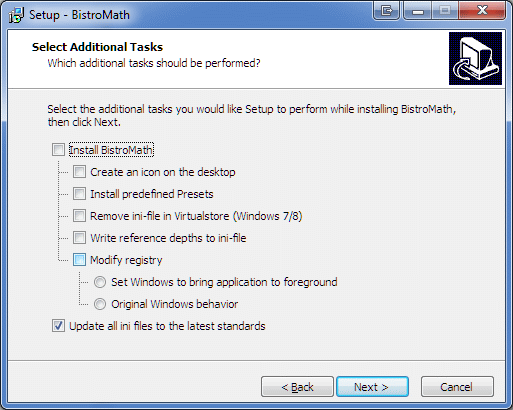 Setup - BistroMath
Select Additional Tasks
Which additional tasks should be performed?
Select the additional tasks you would like Setup to perform while installing BistroMath,
then click Next.
Install BistroMath
Create an icon on the desktop
Install predefined Presets
Remove ini-file in Virtualstore (Windows 7/8)
Write reference depths to ini-file
Modify registry
Set Windows to bring application to foreground
Original Windows behavior
Update all ini files to the latest standards
< Back
Next >
Cancel